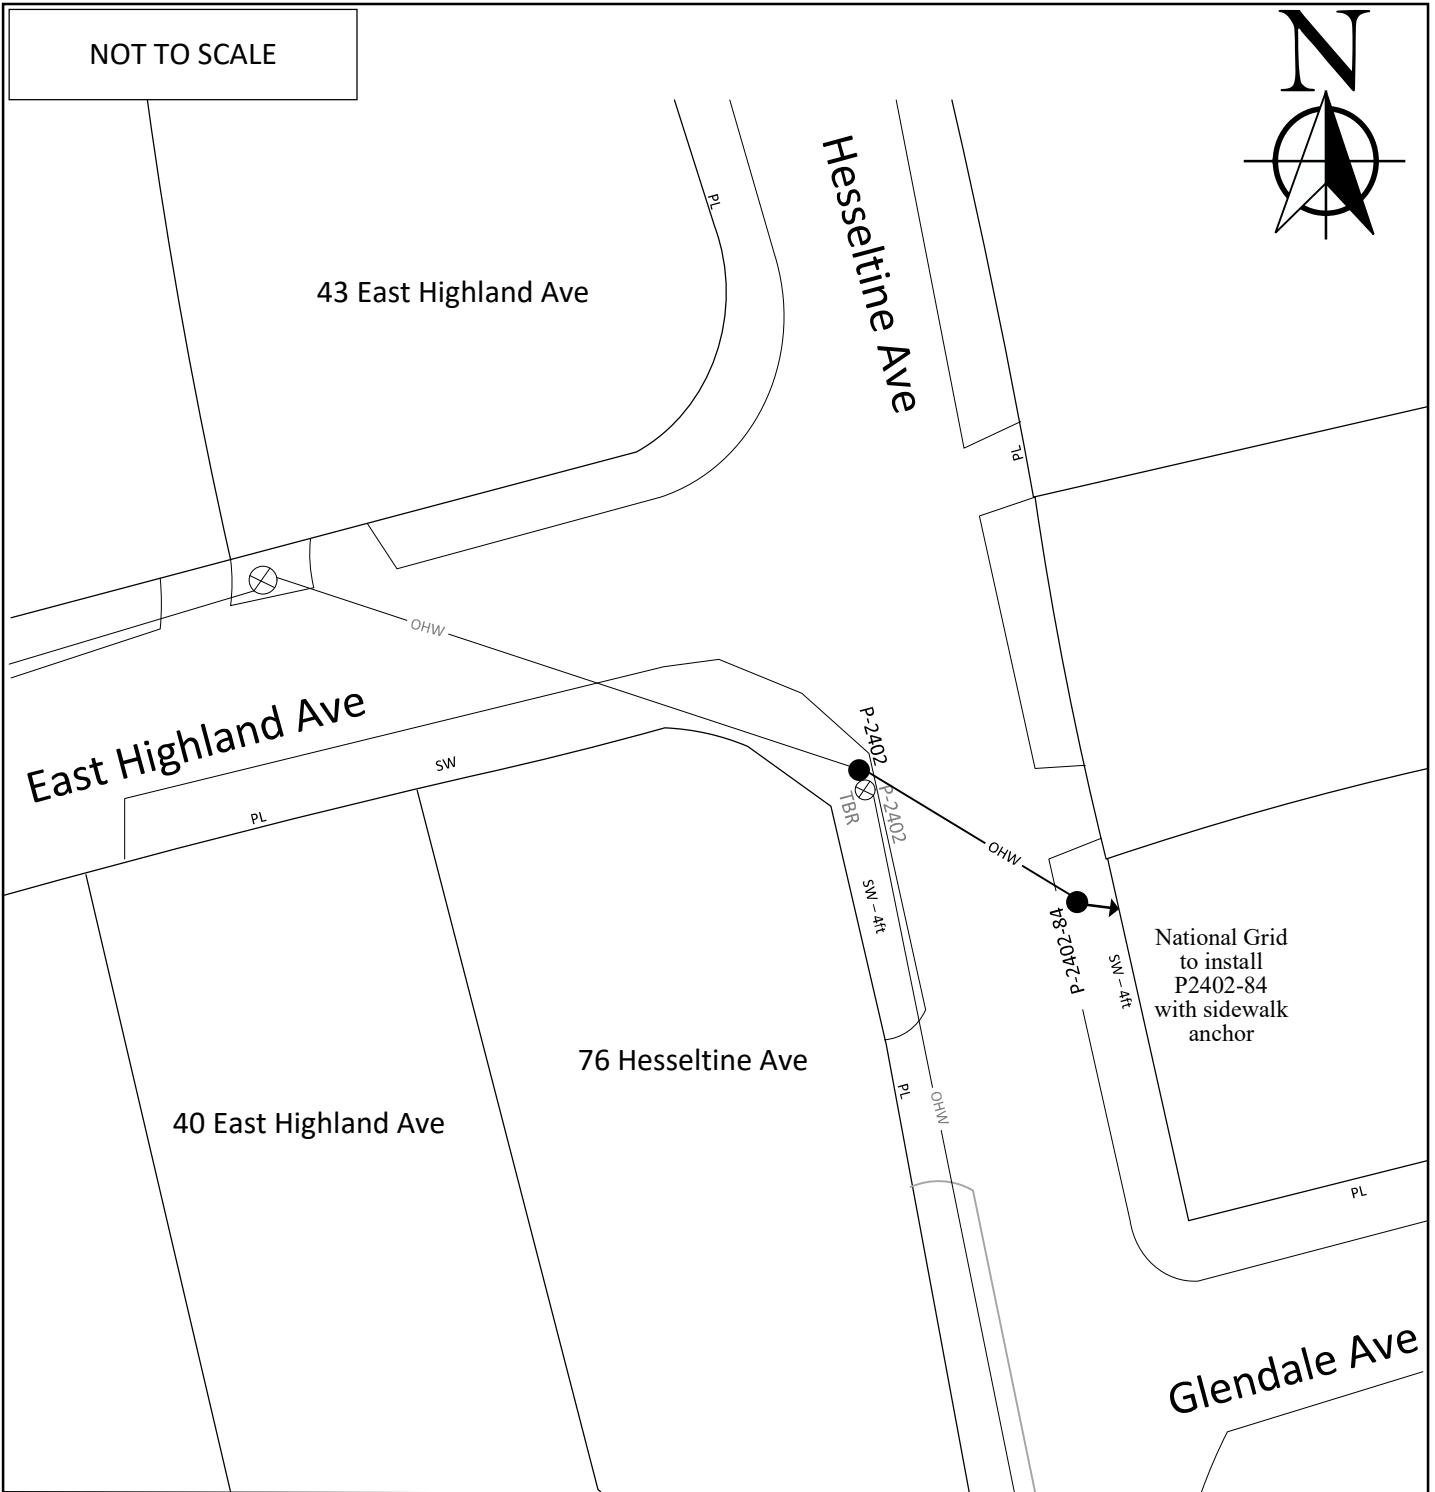 NOT TO SCALE
N
Hesseltine Ave
PL
43 East Highland Ave
PL
OHW
East Highland Ave
SW
PL
P-2402
P-2402
TBR
OHW
SW – 4ft
P-2402-84
SW – 4ft
National Grid
to install
P2402-84
with sidewalk
anchor
76 Hesseltine Ave
40 East Highland Ave
PL
OHW
PL
Glendale Ave